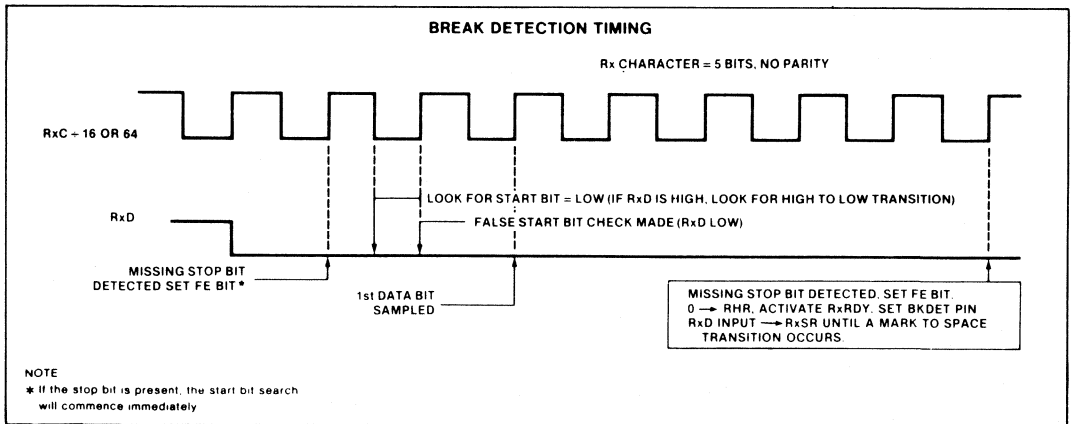 BREAK DETECTION TIMING
Rx CHARACTER = 5 BITS, NO PARITY
RxC ÷ 16 OR 64
LOOK FOR START BIT = LOW (IF RxD IS HIGH, LOOK FOR HIGH TO LOW TRANSITION)
RxD
FALSE START BIT CHECK MADE (RxD LOW)
MISSING STOP BIT
DETECTED SET FE BIT*
1st DATA BIT
SAMPLED
MISSING STOP BIT DETECTED. SET FE BIT.
0 → RHR, ACTIVATE RxRDY. SET BKDET PIN
RxD INPUT → RxSR UNTIL A MARK TO SPACE
TRANSITION OCCURS.
NOTE
* If the stop bit is present, the start bit search
will commence immediately